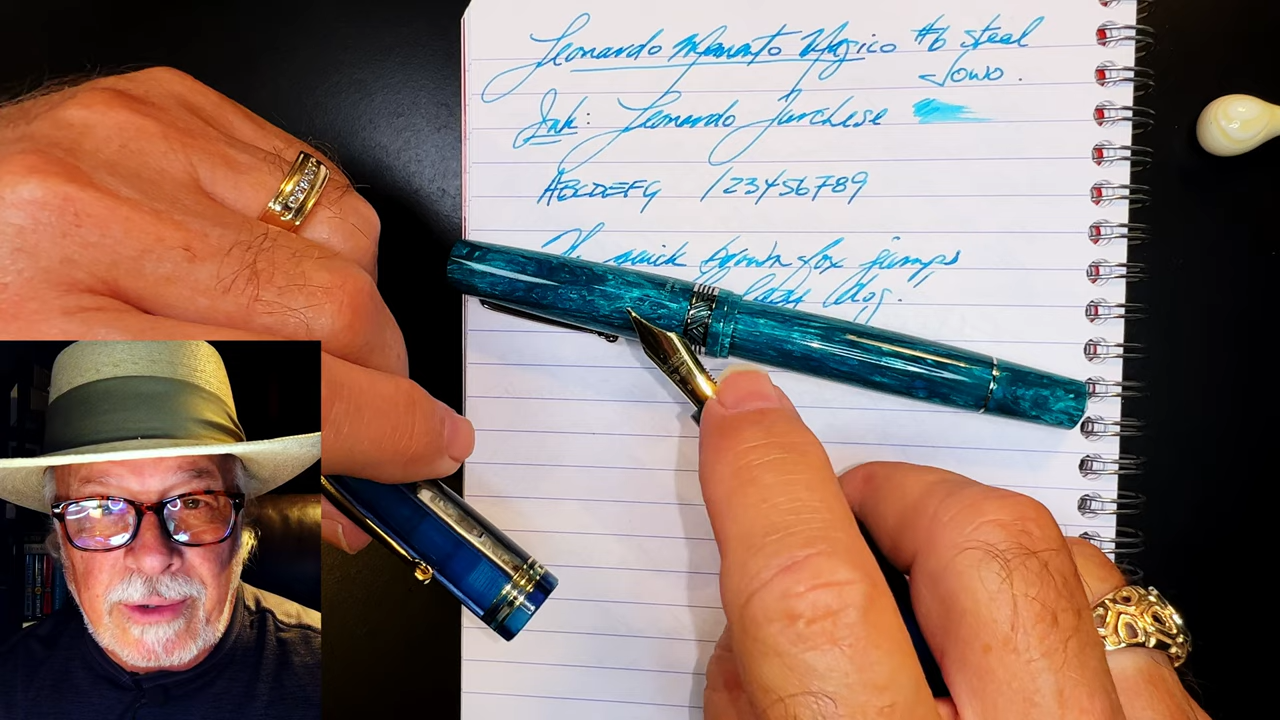 Leonardo Momento Magico #6 steel
Jowo.
Ink: Leonardo Turchese
ABCDEFG 123456789
The quick brown fox jumps
lazy dog.